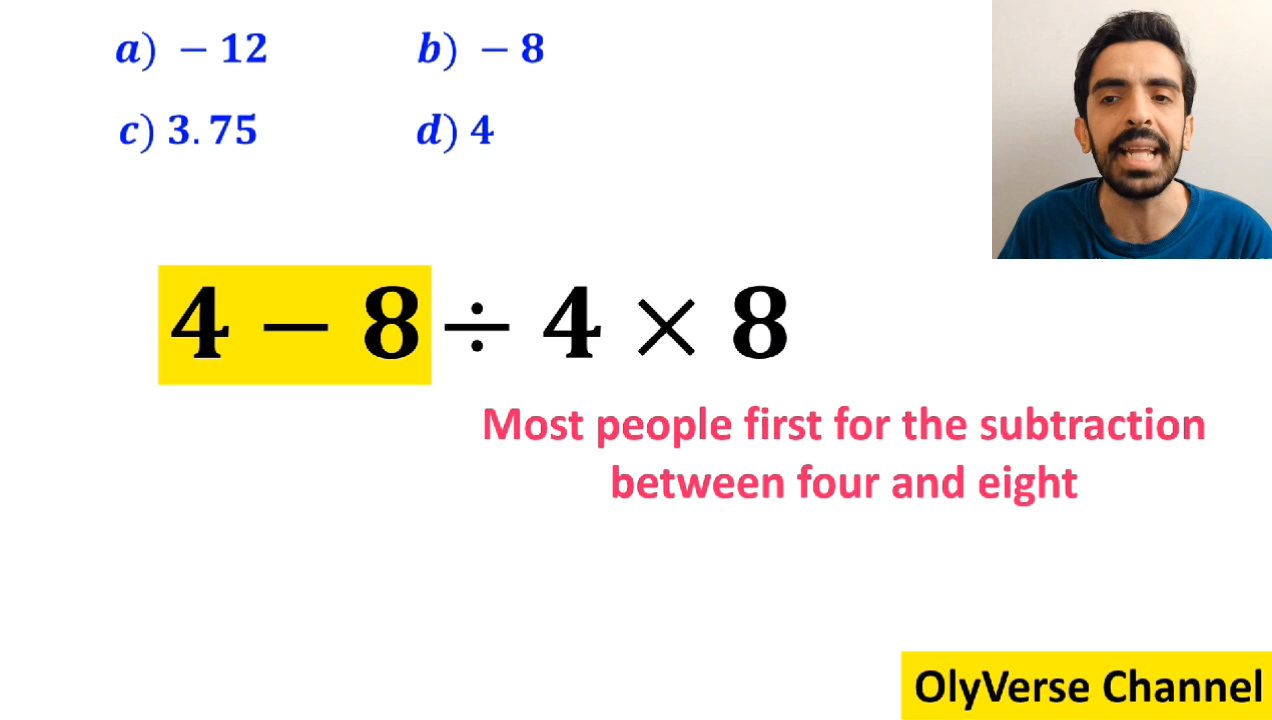 a) − 12 b) − 8
c) 3.75 d) 4
4 − 8 ÷ 4 × 8
Most people first for the subtraction
between four and eight
OlyVerse Channel